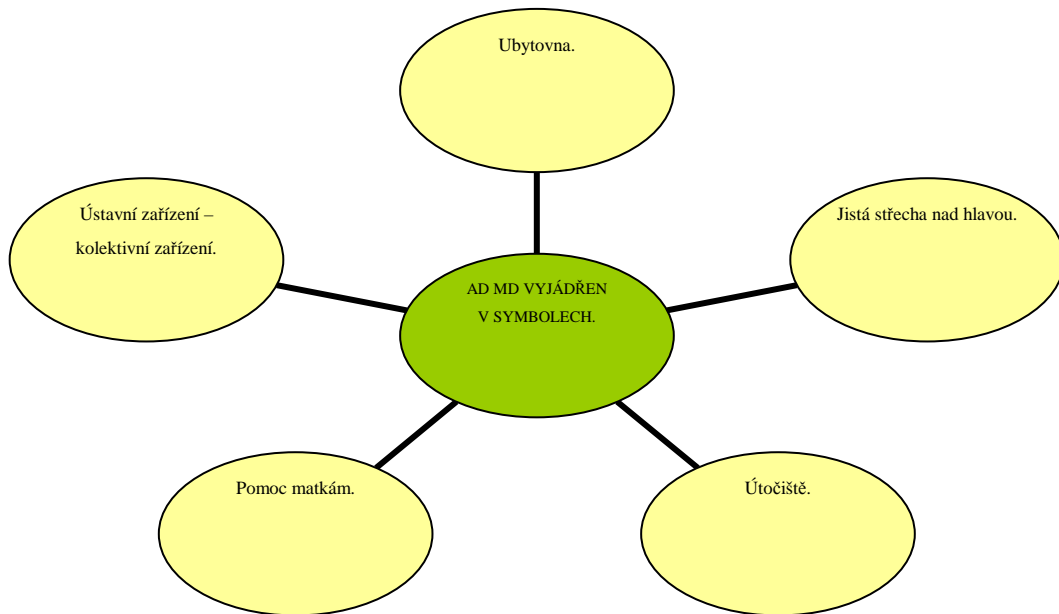 Ubytovna.
Ústavní zařízení –
kolektivní zařízení.
Jistá střecha nad hlavou.
AD MD VYJÁDŘEN
V SYMBOLECH.
Pomoc matkám.
Útočiště.